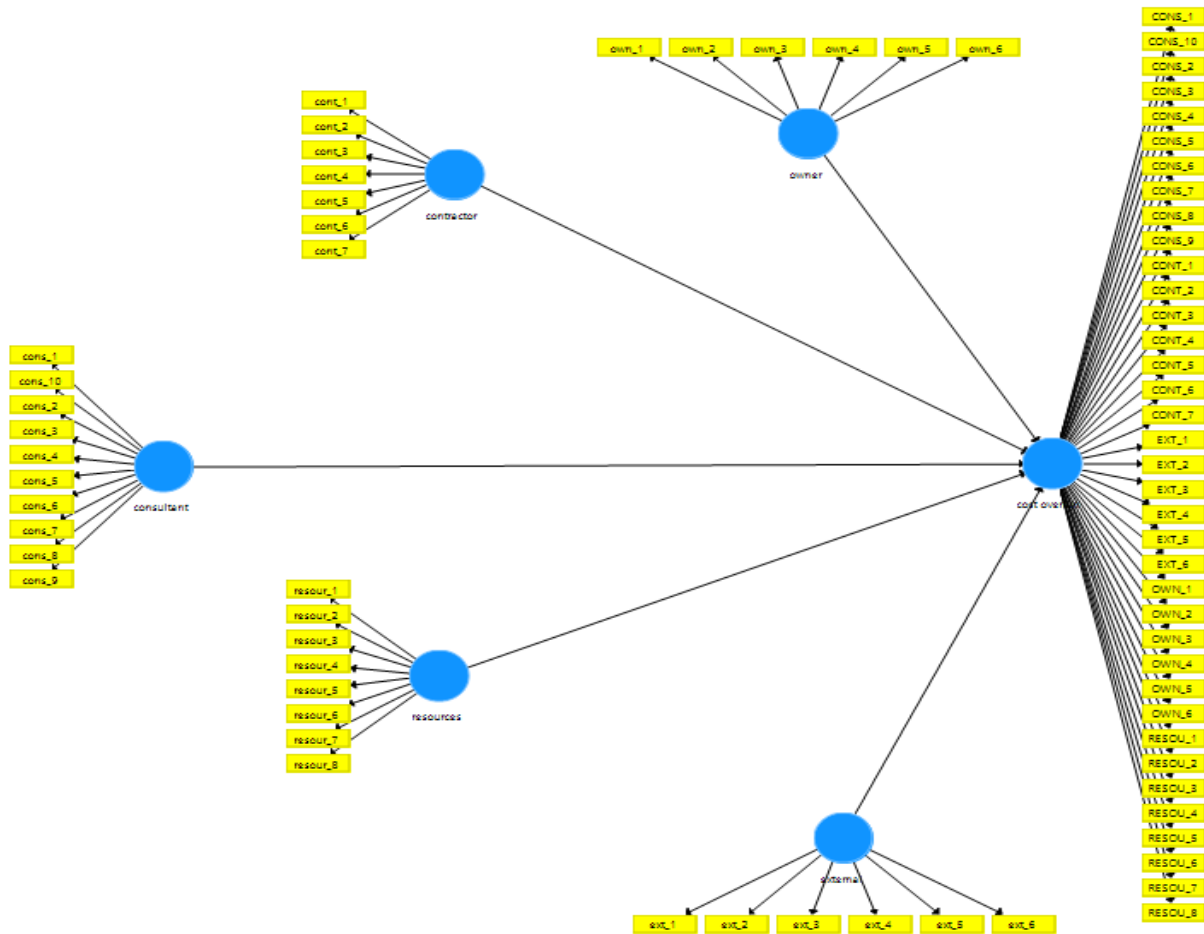 own_1
own_2
own_3
own_4
own_5
own_6
owner
cont_1
cont_2
cont_3
cont_4
cont_5
cont_6
cont_7
contractor
cons_1
cons_10
cons_2
cons_3
cons_4
cons_5
cons_6
cons_7
cons_8
cons_9
consultant
resour_1
resour_2
resour_3
resour_4
resour_5
resour_6
resour_7
resour_8
resources
external
ext_1
ext_2
ext_3
ext_4
ext_5
ext_6
cost
CONS_1
CONS_10
CONS_2
CONS_3
CONS_4
CONS_5
CONS_6
CONS_7
CONS_8
CONS_9
CONT_1
CONT_2
CONT_3
CONT_4
CONT_5
CONT_6
CONT_7
EXT_1
EXT_2
EXT_3
EXT_4
EXT_5
EXT_6
OWN_1
OWN_2
OWN_3
OWN_4
OWN_5
OWN_6
RESOU_1
RESOU_2
RESOU_3
RESOU_4
RESOU_5
RESOU_6
RESOU_7
RESOU_8